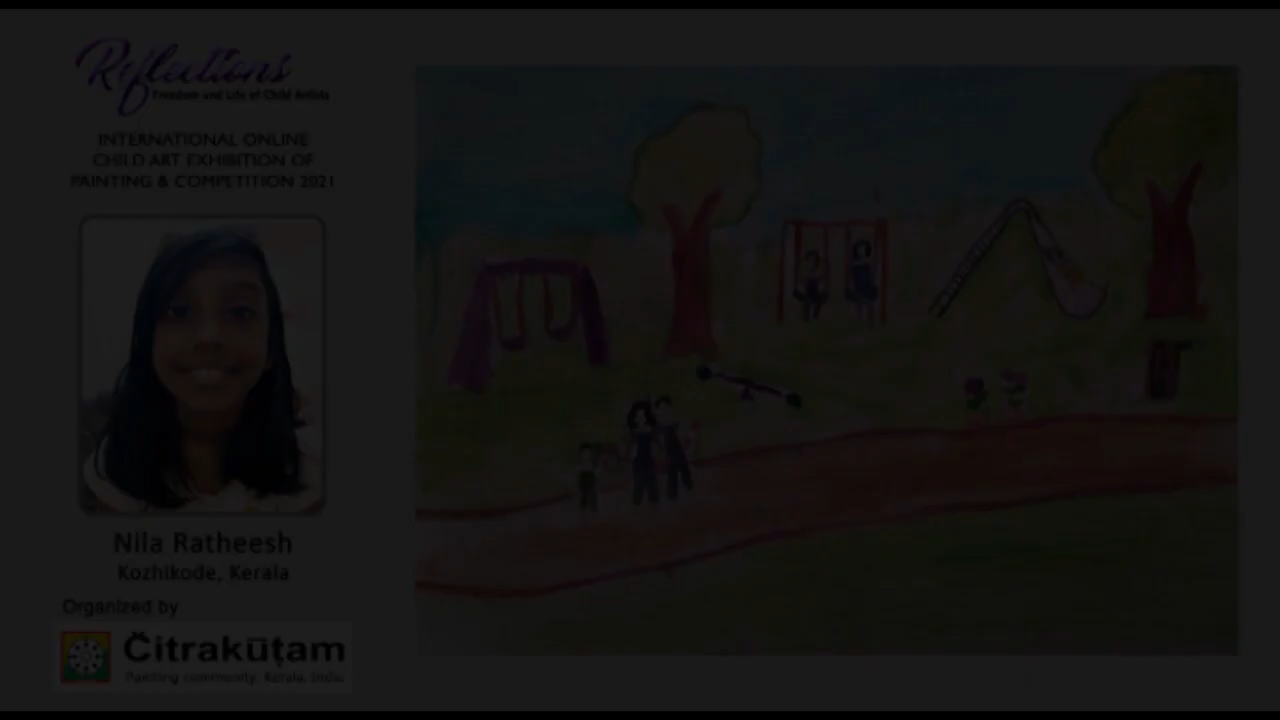 Reflections
Freedom and Life of Child Artists
INTERNATIONAL ONLINE
CHILD ART EXHIBITION OF
PAINTING & COMPETITION 2021
Nila Ratheesh
Kozhikode, Kerala
Organized by
Čitrakūṭam
Painting community, Kerala, India.